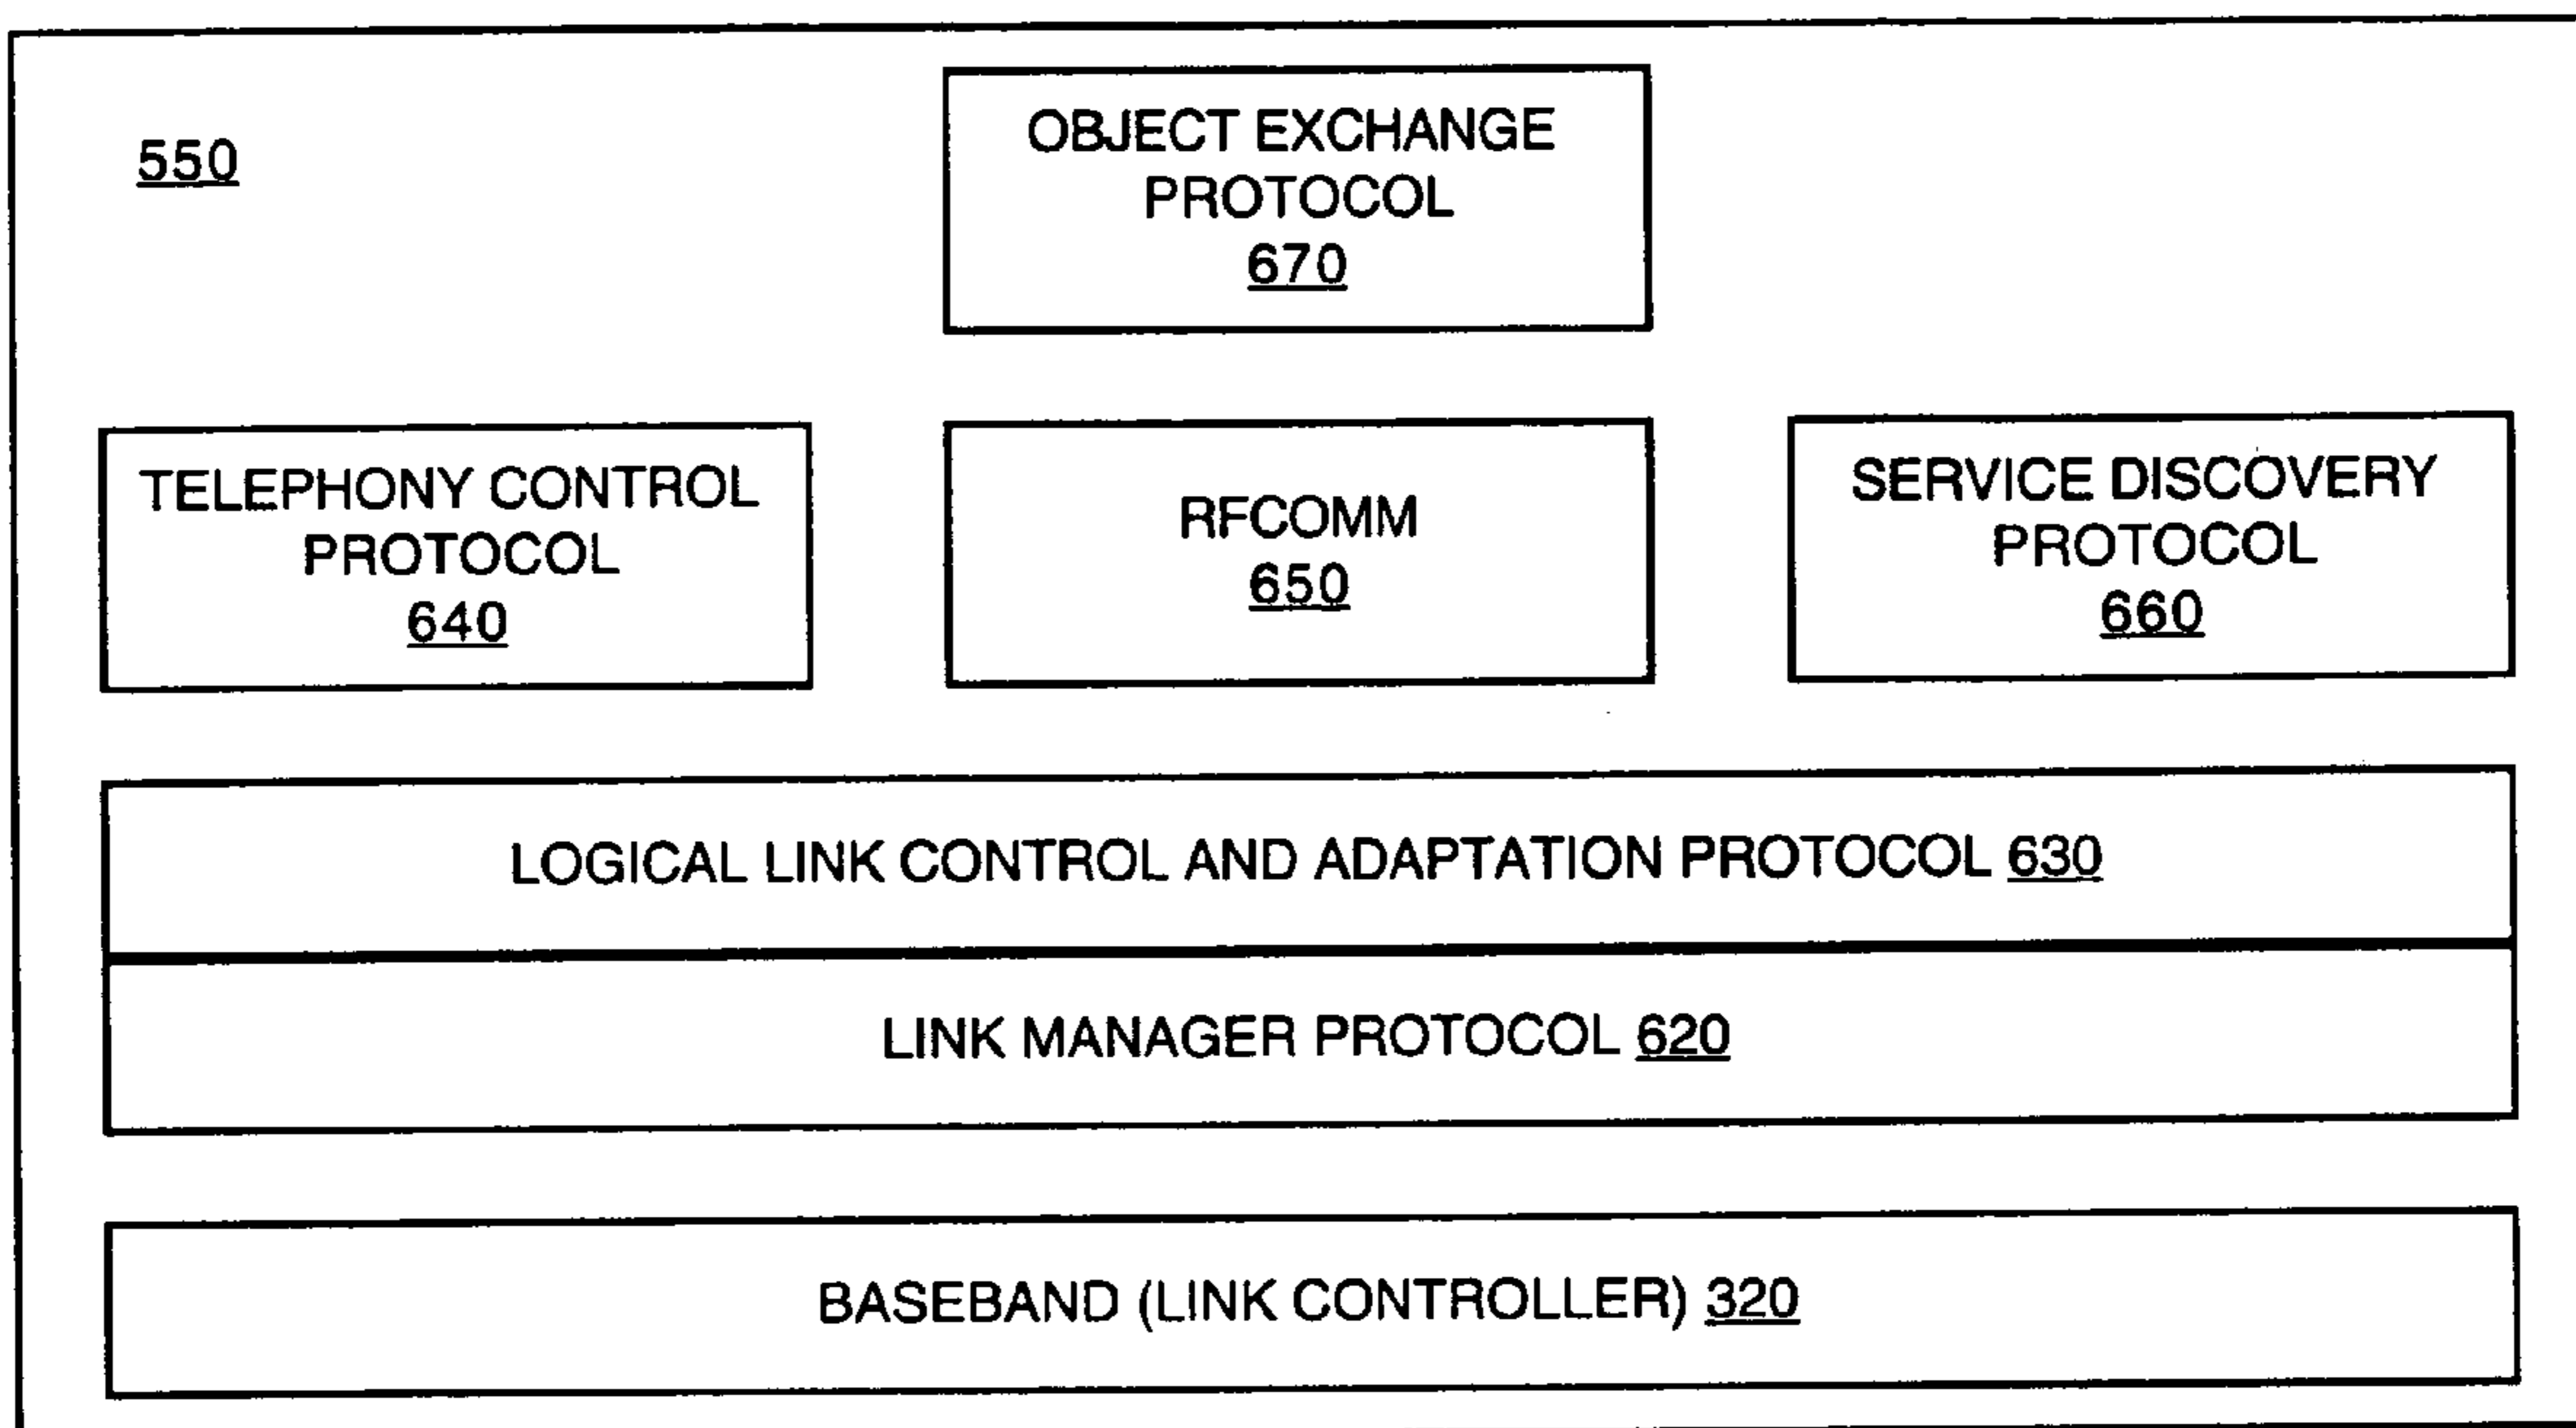 550
OBJECT EXCHANGE
PROTOCOL
670
TELEPHONY CONTROL
PROTOCOL
640
RFCOMM
650
SERVICE DISCOVERY
PROTOCOL
660
LOGICAL LINK CONTROL AND ADAPTATION PROTOCOL 630
LINK MANAGER PROTOCOL 620
BASEBAND (LINK CONTROLLER) 320